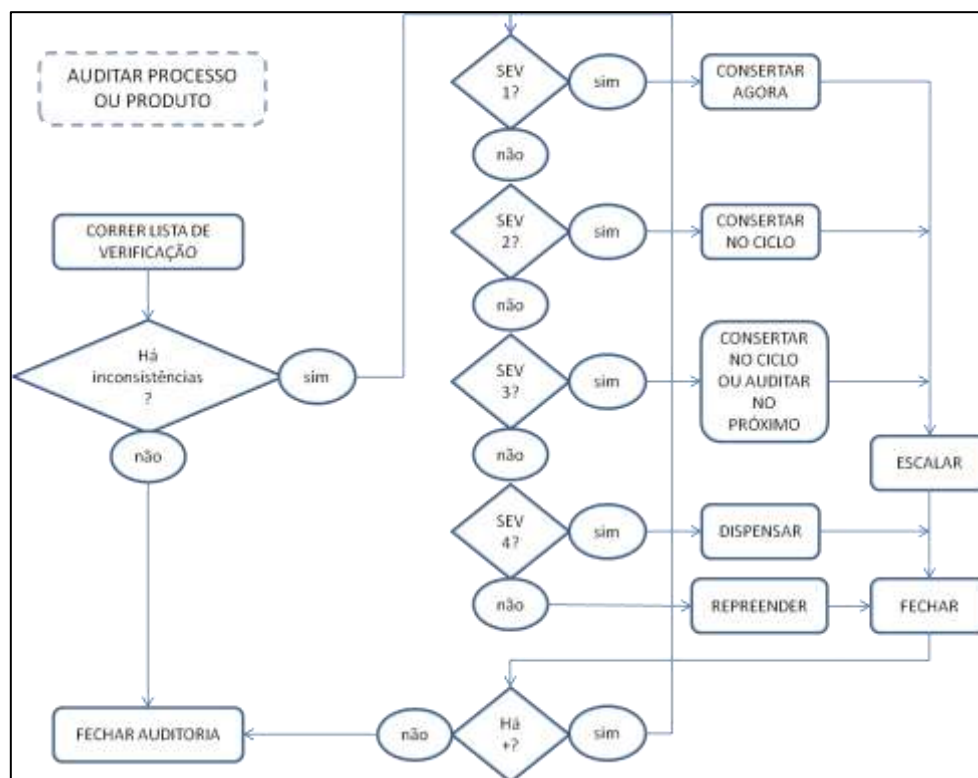 AUDITAR PROCESSO
OU PRODUTO
CORRER LISTA DE
VERIFICAÇÃO
Há
inconsistências
?
sim
não
FECHAR AUDITORIA
SEV
1?
sim
CONSERTAR
AGORA
não
SEV
2?
sim
CONSERTAR
NO CICLO
não
SEV
3?
sim
CONSERTAR
NO CICLO
OU AUDITAR
NO
PRÓXIMO
não
ESCALAR
SEV
4?
sim
DISPENSAR
não
REPREENDER
FECHAR
não
Há
+?
sim